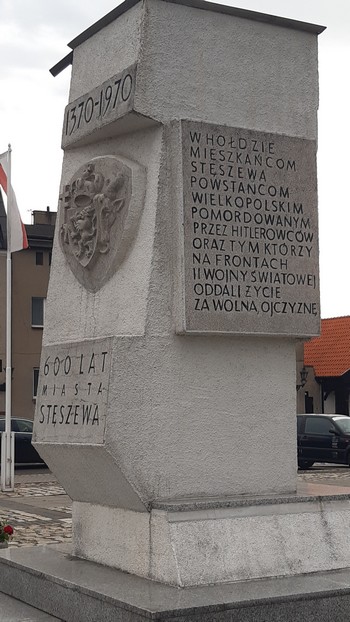 1370-1970
600 LAT
MIASTA
STĘSZEWA
W HOŁDZIE
MIESZKAŃCOM
STĘSZEWA
POWSTAŃCOM
WIELKOPOLSKIM
POMORDOWANYM
PRZEZ HITLEROWCÓW
ORAZ TYM KTÓRZY
NA FRONTACH
II WOJNY ŚWIATOWEJ
ODDALI ŻYCIE
ZA WOLNĄ OJCZYZNĘ